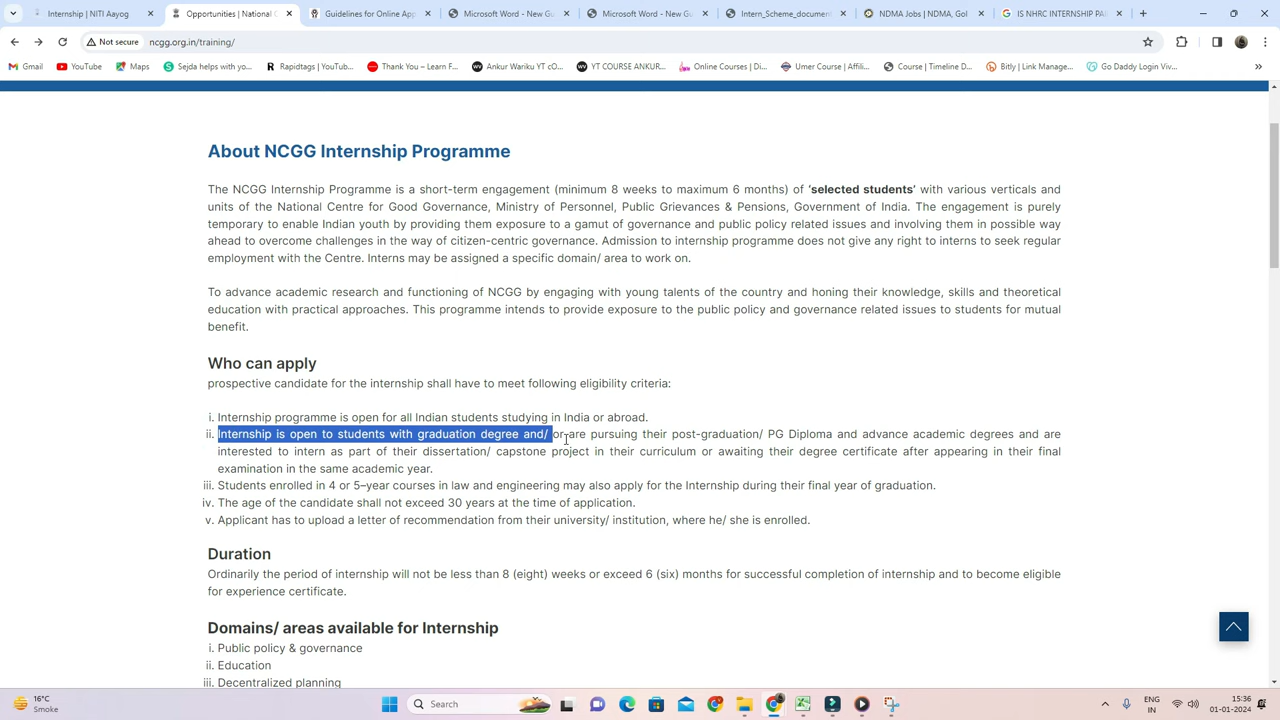 Internship | NITI Aayog
Opportunities | National C
Guidelines for Online App
Microsoft Word - New Gu
Microsoft Word - New Gu
Intern_Scheme_document
NDMA Jobs | NDMA, GoI
IS NHRC INTERNSHIP PAI
Not secure
ncgg.org.in/training/
Gmail
YouTube
Maps
Sejda helps with yo...
Rapidtags | YouTub...
Thank You – Learn F...
Ankur Wariku YT cO...
YT COURSE ANKUR...
Online Courses | Di...
Umer Course | Affili...
Course | Timeline D...
Bitly | Link Manage...
Go Daddy Login Viv...
About NCGG Internship Programme
The NCGG Internship Programme is a short-term engagement (minimum 8 weeks to maximum 6 months) of ‘selected students’ with various verticals and
units of the National Centre for Good Governance, Ministry of Personnel, Public Grievances & Pensions, Government of India. The engagement is purely
temporary to enable Indian youth by providing them exposure to a gamut of governance and public policy related issues and involving them in possible way
ahead to overcome challenges in the way of citizen-centric governance. Admission to internship programme does not give any right to interns to seek regular
employment with the Centre. Interns may be assigned a specific domain/ area to work on.
To advance academic research and functioning of NCGG by engaging with young talents of the country and honing their knowledge, skills and theoretical
education with practical approaches. This programme intends to provide exposure to the public policy and governance related issues to students for mutual
benefit.
Who can apply
prospective candidate for the internship shall have to meet following eligibility criteria:
i. Internship programme is open for all Indian students studying in India or abroad.
ii. Internship is open to students with graduation degree and/ or are pursuing their post-graduation/ PG Diploma and advance academic degrees and are
interested to intern as part of their dissertation/ capstone project in their curriculum or awaiting their degree certificate after appearing in their final
examination in the same academic year.
iii. Students enrolled in 4 or 5–year courses in law and engineering may also apply for the Internship during their final year of graduation.
iv. The age of the candidate shall not exceed 30 years at the time of application.
v. Applicant has to upload a letter of recommendation from their university/ institution, where he/ she is enrolled.
Duration
Ordinarily the period of internship will not be less than 8 (eight) weeks or exceed 6 (six) months for successful completion of internship and to become eligible
for experience certificate.
Domains/ areas available for Internship
i. Public policy & governance
ii. Education
iii. Decentralized planning
16°C
Smoke
Search
ENG
IN
15:36
01-01-2024